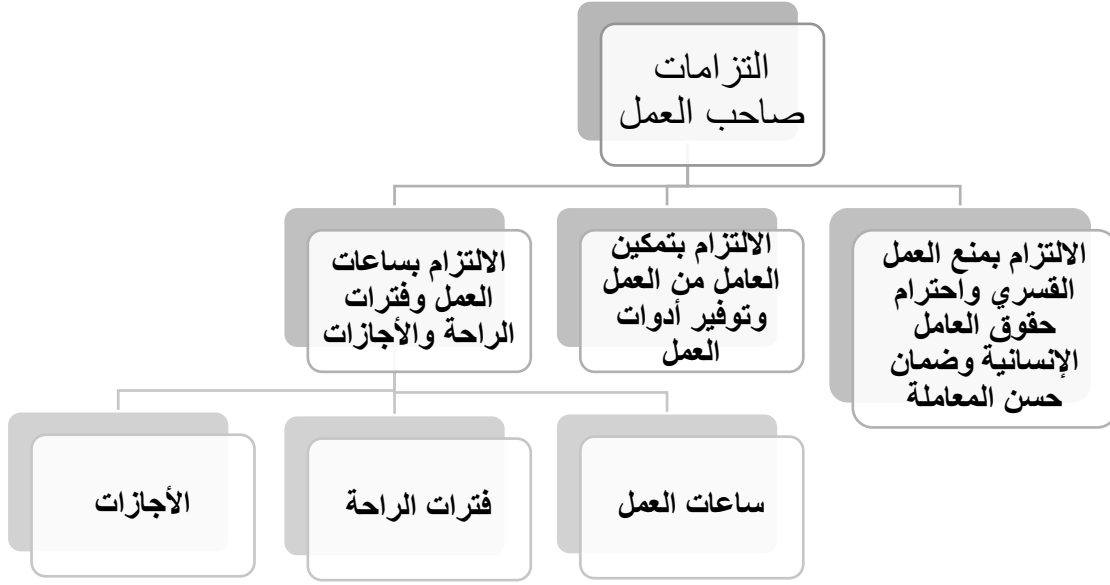 التزامات
صاحب العمل
الالتزام بمنع العمل
القسري واحترام
حقوق العامل
الإنسانية وضمان
حسن المعاملة
الالتزام بتمكين
العامل من العمل
وتوفير أدوات
العمل
الالتزام بساعات
العمل وفترات
الراحة والأجازات
ساعات العمل
فترات الراحة
الأجازات